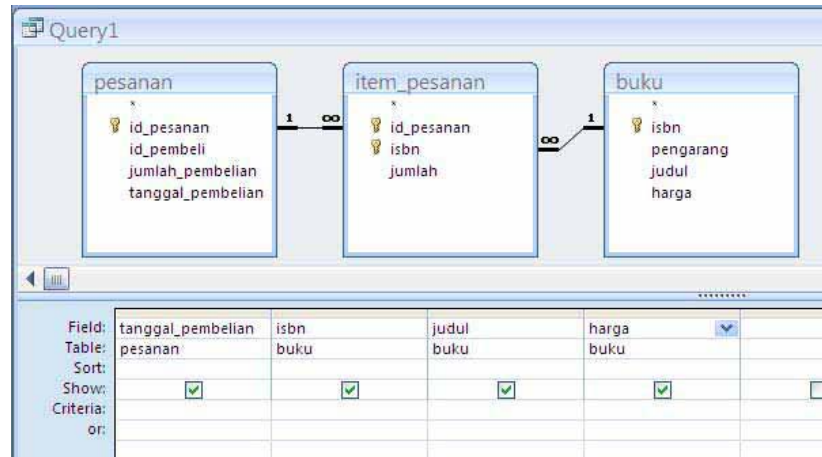 Query1
pesanan
*
id_pesanan
id_pembeli
jumlah_pembelian
tanggal_pembelian
1 ∞
item_pesanan
*
id_pesanan
isbn
jumlah
∞ 1
buku
*
isbn
pengarang
judul
harga
Field: tanggal_pembelian isbn judul harga
Table: pesanan buku buku buku
Sort:
Show:
Criteria:
or: